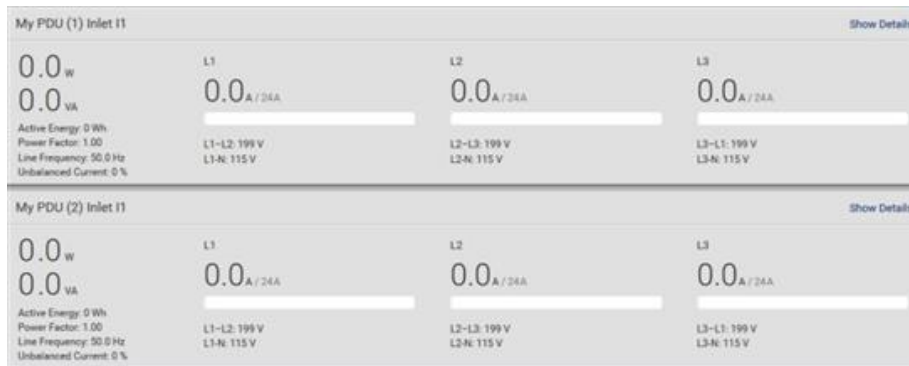 My PDU (1) Inlet I1
Show Details
0.0 W
0.0 VA
Active Energy: 0 Wh
Power Factor: 1.00
Line Frequency: 50.0 Hz
Unbalanced Current: 0 %
L1
0.0 A / 24A
L1-L2: 199 V
L1-N: 115 V
L2
0.0 A / 24A
L2-L3: 199 V
L2-N: 115 V
L3
0.0 A / 24A
L3-L1: 199 V
L3-N: 115 V
My PDU (2) Inlet I1
Show Details
0.0 W
0.0 VA
Active Energy: 0 Wh
Power Factor: 1.00
Line Frequency: 50.0 Hz
Unbalanced Current: 0 %
L1
0.0 A / 24A
L1-L2: 199 V
L1-N: 115 V
L2
0.0 A / 24A
L2-L3: 199 V
L2-N: 115 V
L3
0.0 A / 24A
L3-L1: 199 V
L3-N: 115 V